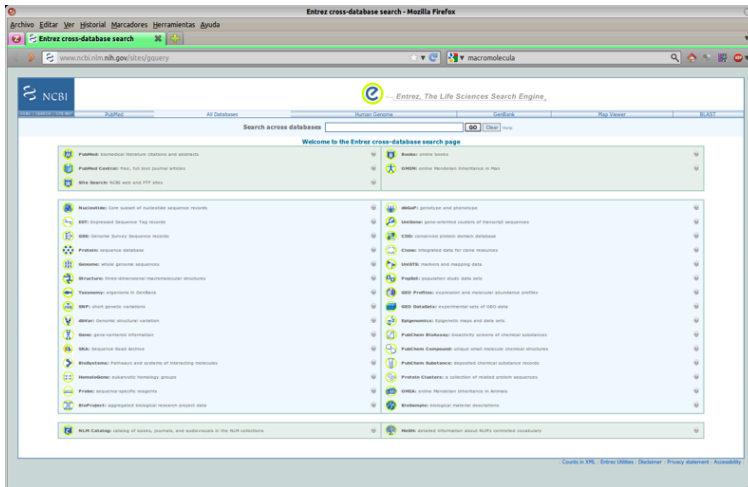 Entrez cross-database search - Mozilla Firefox
Archivo Editar Ver Historial Marcadores Herramientas Ayuda
Entrez cross-database search
www.ncbi.nlm.nih.gov/sites/gquery
macromolecula
NCBI
Entrez, The Life Sciences Search Engine
PubMed All Databases Human Genome GenBank Map Viewer BLAST
Search across databases GO Clear Help
Welcome to the Entrez cross-database search page
PubMed: biomedical literature citations and abstracts
Books: online books
PubMed Central: free, full text journal articles
OMIM: online Mendelian Inheritance in Man
Site Search: NCBI web and FTP sites
Nucleotide: Core subset of nucleotide sequence records
dbGaP: genotype and phenotype
EST: Expressed Sequence Tag records
UniGene: gene-oriented clusters of transcript sequences
GSS: Genome Survey Sequence records
CDD: conserved protein domain database
Protein: sequence database
Clone: integrated data for clone resources
Genome: whole genome sequences
UniSTS: markers and mapping data
Structure: three-dimensional macromolecular structures
PopSet: population study data sets
Taxonomy: organisms in GenBank
GEO Profiles: expression and molecular abundance profiles
SNP: short genetic variations
GEO DataSets: experimental sets of GEO data
dbVar: Genomic structural variation
Epigenomics: Epigenetic maps and data sets
Gene: gene-centered information
PubChem BioAssay: bioactivity screens of chemical substances
SRA: Sequence Read Archive
PubChem Compound: unique small molecule chemical structures
BioSystems: Pathways and systems of interacting molecules
PubChem Substance: deposited chemical substance records
HomoloGene: eukaryotic homology groups
Protein Clusters: a collection of related protein sequences
Probe: sequence-specific reagents
OMIA: online Mendelian Inheritance in Animals
BioProject: aggregated biological research project data
BioSample: biological material descriptions
NLM Catalog: catalog of books, journals, and audiovisuals in the NLM collections
MeSH: detailed information about NLM's controlled vocabulary
Counts in XML | Entrez Utilities | Disclaimer | Privacy statement | Accessibility